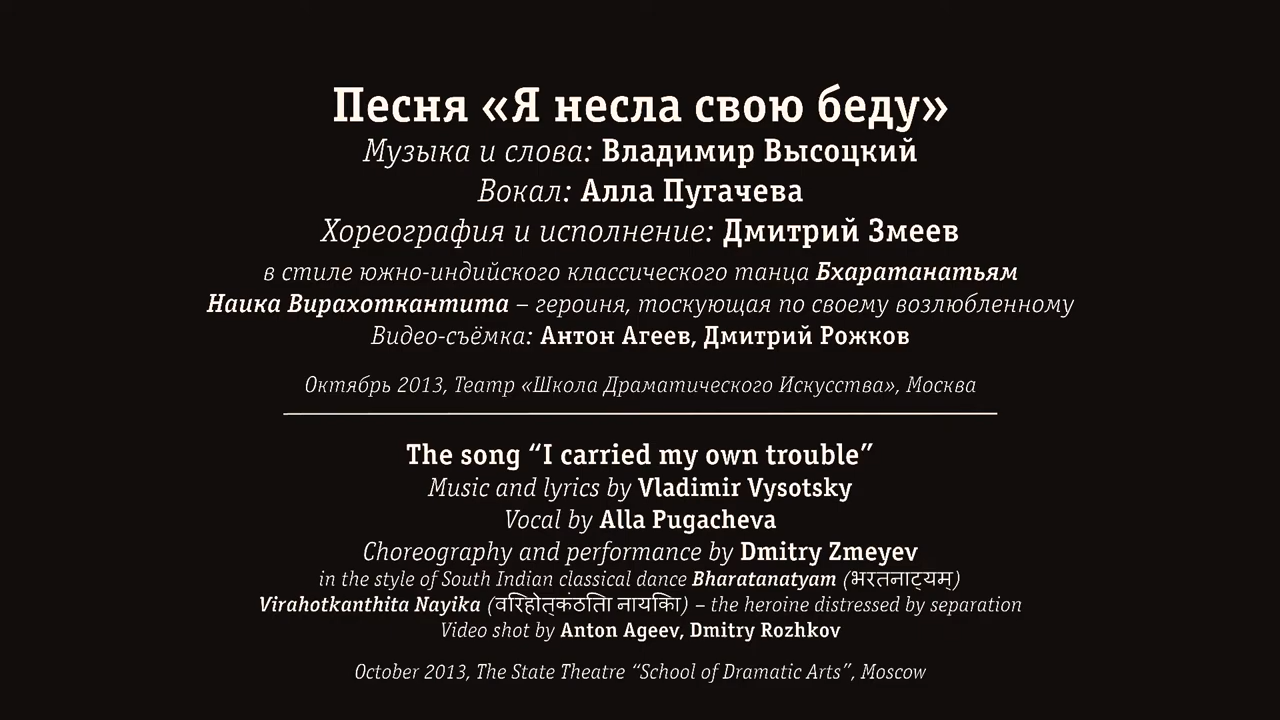 Песня «Я несла свою беду»
Музыка и слова: Владимир Высоцкий
Вокал: Алла Пугачева
Хореография и исполнение: Дмитрий Змеев
в стиле южно-индийского классического танца Бхаратанатьям
Наика Вирахоткантита – героиня, тоскующая по своему возлюбленному
Видео-съёмка: Антон Агеев, Дмитрий Рожков
Октябрь 2013, Театр «Школа Драматического Искусства», Москва
The song “I carried my own trouble”
Music and lyrics by Vladimir Vysotsky
Vocal by Alla Pugacheva
Choreography and performance by Dmitry Zmeyev
in the style of South Indian classical dance Bharatanatyam (भरतनाट्यम्)
Virahotkanthita Nayika (विरहोत्कंठिता नायिका) – the heroine distressed by separation
Video shot by Anton Ageev, Dmitry Rozhkov
October 2013, The State Theatre “School of Dramatic Arts”, Moscow